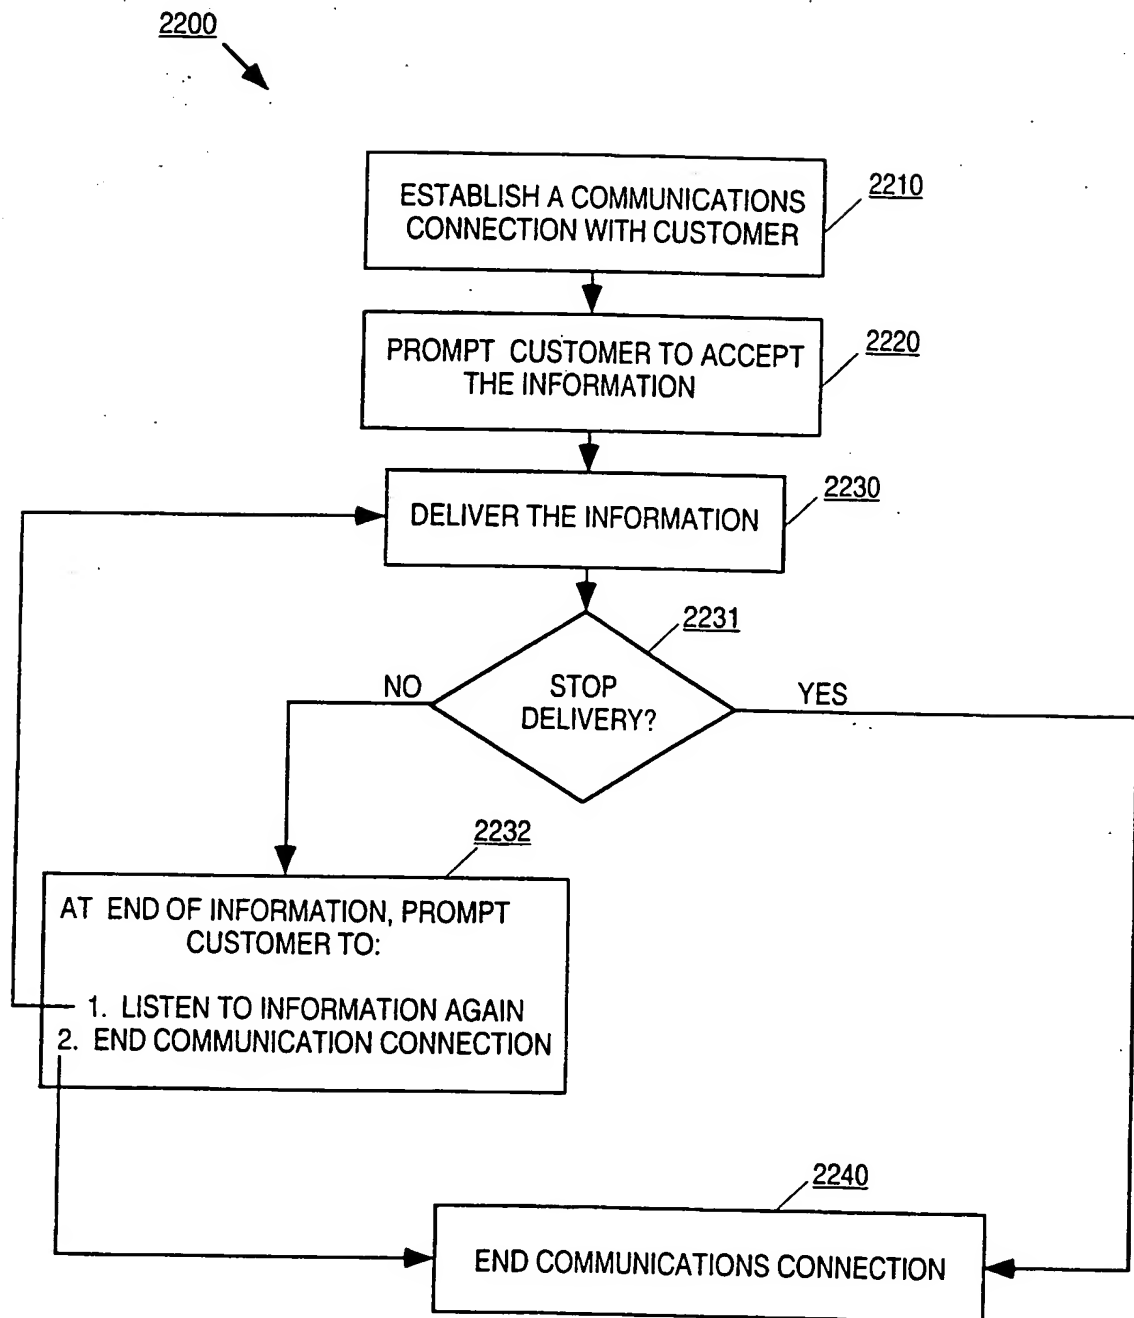 2200
ESTABLISH A COMMUNICATIONS
CONNECTION WITH CUSTOMER
2210
PROMPT CUSTOMER TO ACCEPT
THE INFORMATION
2220
DELIVER THE INFORMATION
2230
STOP
DELIVERY?
2231
NO
YES
2232
AT END OF INFORMATION, PROMPT
CUSTOMER TO:
1. LISTEN TO INFORMATION AGAIN
2. END COMMUNICATION CONNECTION
2240
END COMMUNICATIONS CONNECTION